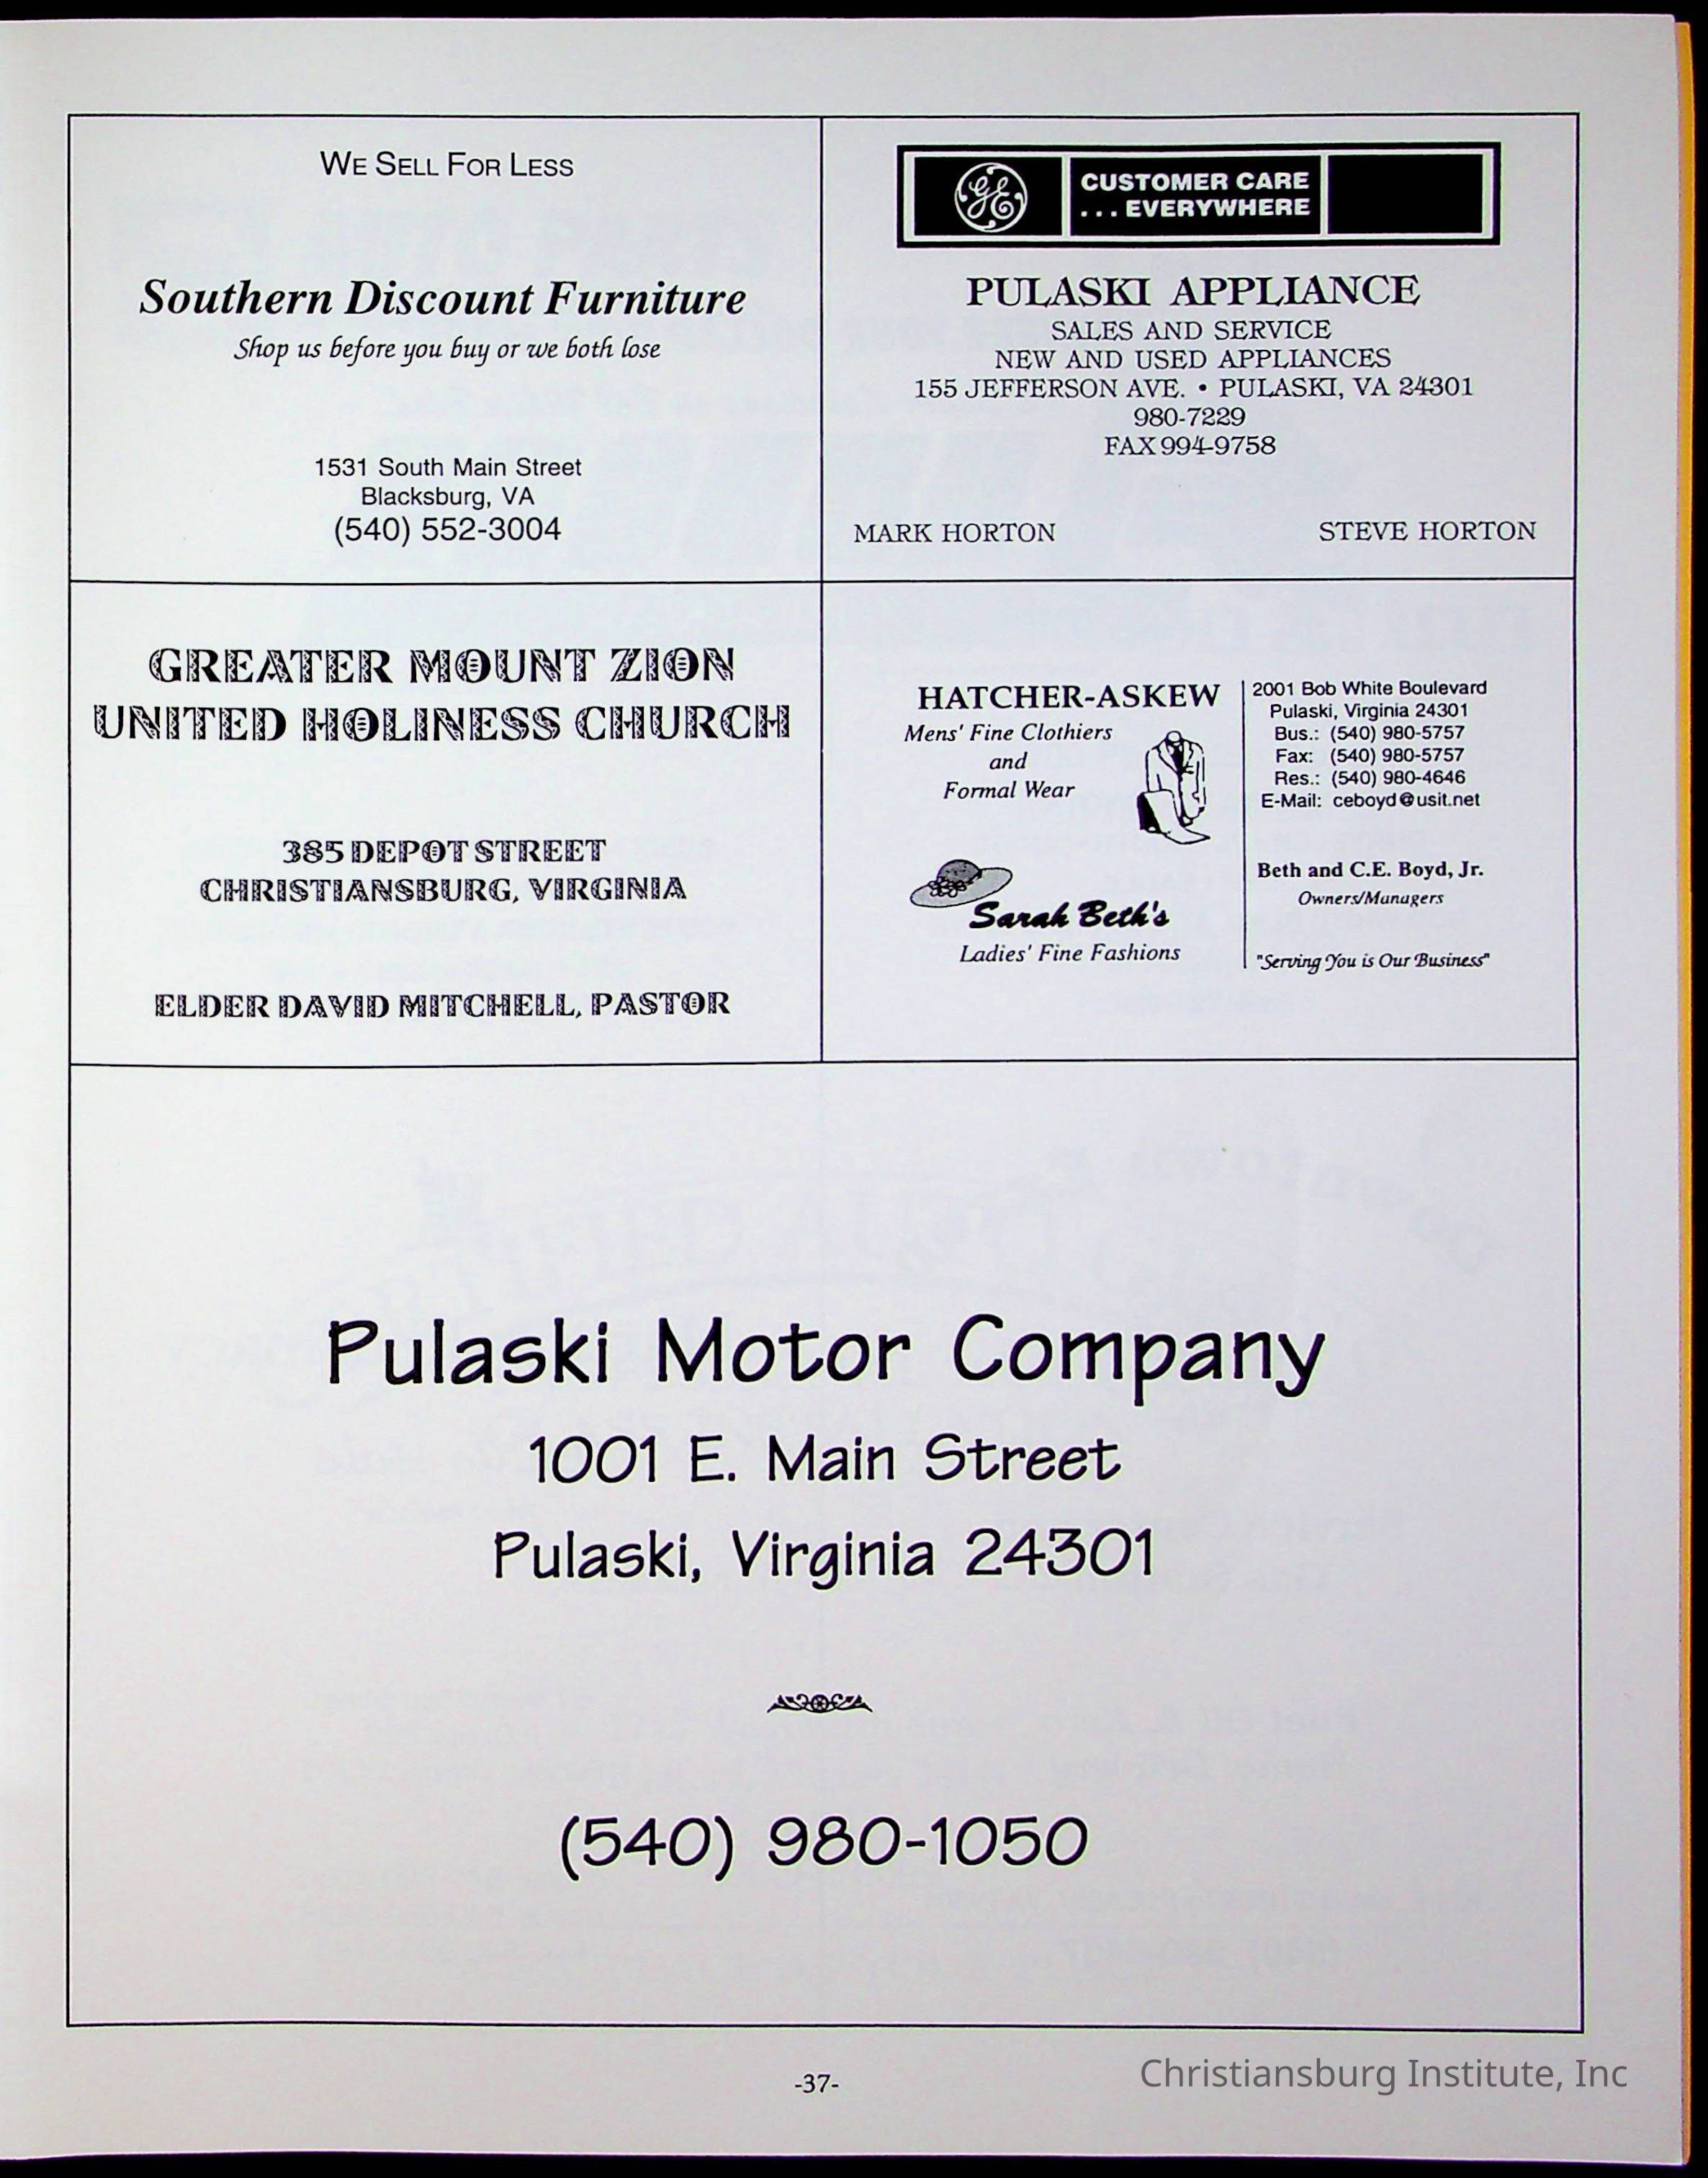 WE SELL FOR LESS
Southern Discount Furniture
Shop us before you buy or we both lose
1531 South Main Street
Blacksburg, VA
(540) 552-3004
GE
CUSTOMER CARE
... EVERYWHERE
PULASKI APPLIANCE
SALES AND SERVICE
NEW AND USED APPLIANCES
155 JEFFERSON AVE. • PULASKI, VA 24301
980-7229
FAX 994-9758
MARK HORTON STEVE HORTON
GREATER MOUNT ZION
UNITED HOLINESS CHURCH
385 DEPOT STREET
CHRISTIANSBURG, VIRGINIA
ELDER DAVID MITCHELL, PASTOR
HATCHER-ASKEW
Mens' Fine Clothiers
and
Formal Wear
Sarah Beth's
Ladies' Fine Fashions
2001 Bob White Boulevard
Pulaski, Virginia 24301
Bus.: (540) 980-5757
Fax: (540) 980-5757
Res.: (540) 980-4646
E-Mail: ceboyd@usit.net
Beth and C.E. Boyd, Jr.
Owners/Managers
"Serving You is Our Business"
Pulaski Motor Company
1001 E. Main Street
Pulaski, Virginia 24301
(540) 980-1050
-37-
Christiansburg Institute, Inc